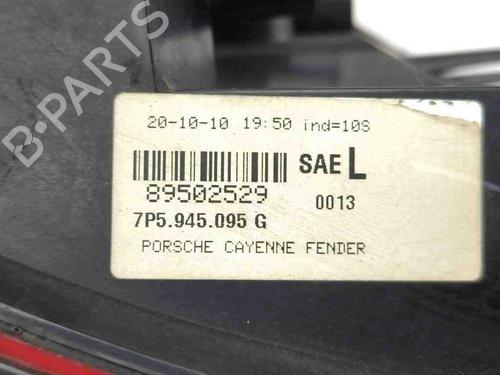 20-10-10 19:50 ind=10S
SAE L
89502529
0013
7P5.945.095 G
PORSCHE CAYENNE FENDER
B-PARTS